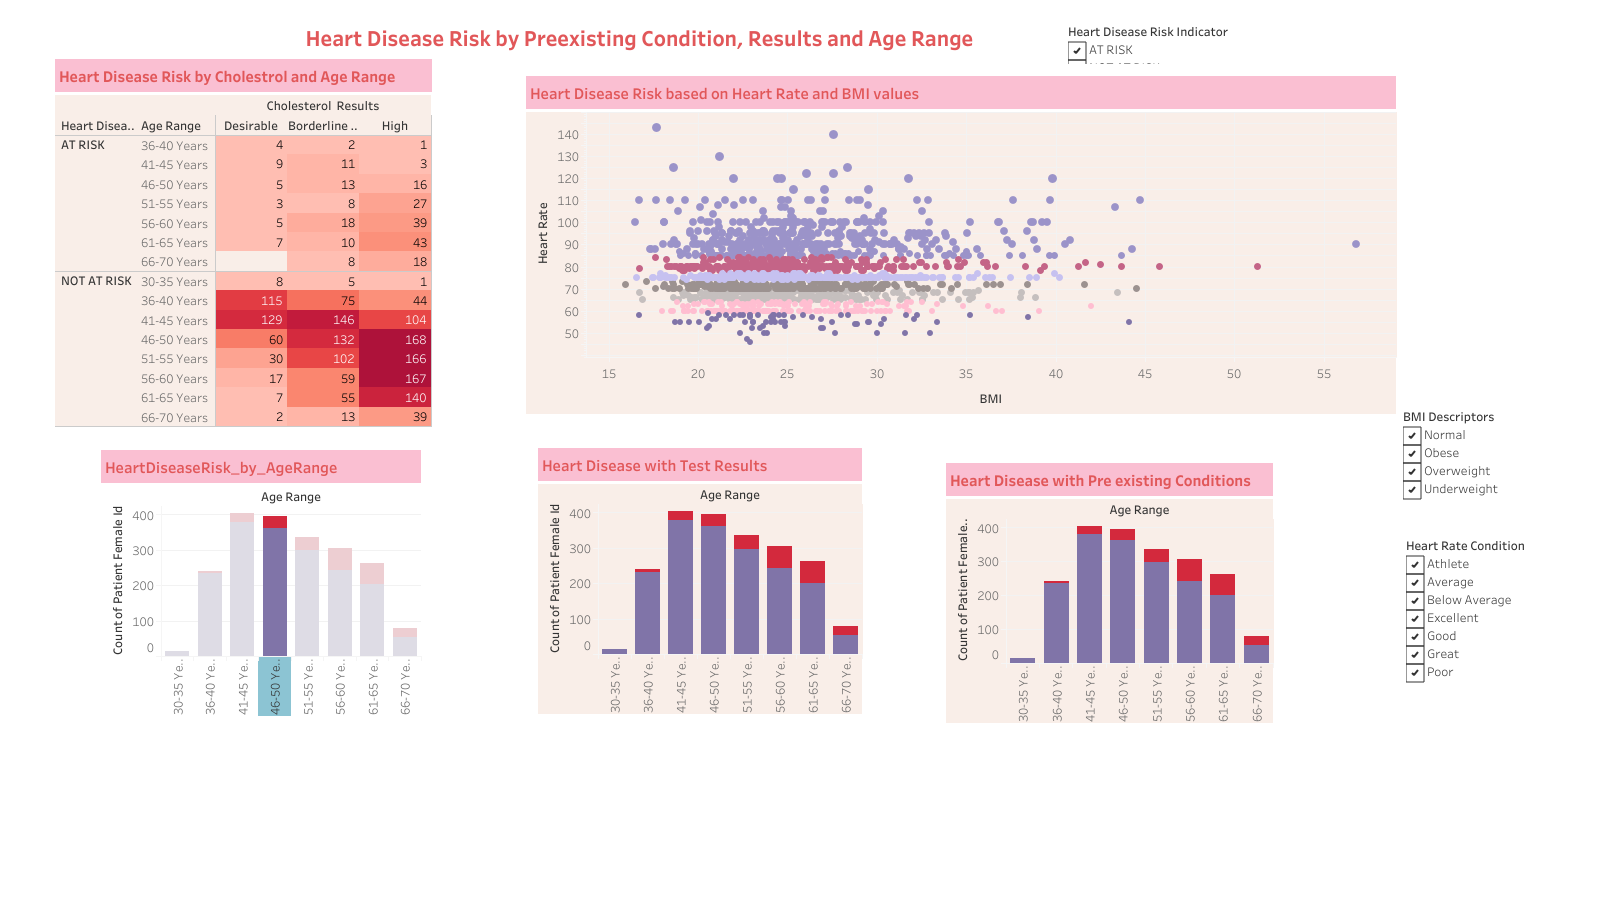 Heart Disease Risk by Preexisting Condition, Results and Age Range
Heart Disease Risk Indicator
AT RISK
Heart Disease Risk by Cholestrol and Age Range
Cholesterol Results
Heart Disea.. Age Range Desirable Borderline .. High
AT RISK 36-40 Years 4 2 1
41-45 Years 9 11 3
46-50 Years 5 13 16
51-55 Years 3 8 27
56-60 Years 5 18 39
61-65 Years 7 10 43
66-70 Years 8 18
NOT AT RISK 30-35 Years 8 5 1
36-40 Years 115 75 44
41-45 Years 129 146 104
46-50 Years 60 132 168
51-55 Years 30 102 166
56-60 Years 17 59 167
61-65 Years 7 55 140
66-70 Years 2 13 39
Heart Disease Risk based on Heart Rate and BMI values
Heart Rate
140
130
120
110
100
90
80
70
60
50
15 20 25 30 35 40 45 50 55
BMI
BMI Descriptors
Normal
Obese
Overweight
Underweight
Heart Rate Condition
Athlete
Average
Below Average
Excellent
Good
Great
Poor
HeartDiseaseRisk_by_AgeRange
Age Range
Count of Patient Female Id
400
300
200
100
0
30-35 Ye..
36-40 Ye..
41-45 Ye..
46-50 Ye..
51-55 Ye..
56-60 Ye..
61-65 Ye..
66-70 Ye..
Heart Disease with Test Results
Age Range
Count of Patient Female Id
400
300
200
100
0
30-35 Ye..
36-40 Ye..
41-45 Ye..
46-50 Ye..
51-55 Ye..
56-60 Ye..
61-65 Ye..
66-70 Ye..
Heart Disease with Pre existing Conditions
Age Range
Count of Patient Female..
400
300
200
100
0
30-35 Ye..
36-40 Ye..
41-45 Ye..
46-50 Ye..
51-55 Ye..
56-60 Ye..
61-65 Ye..
66-70 Ye..